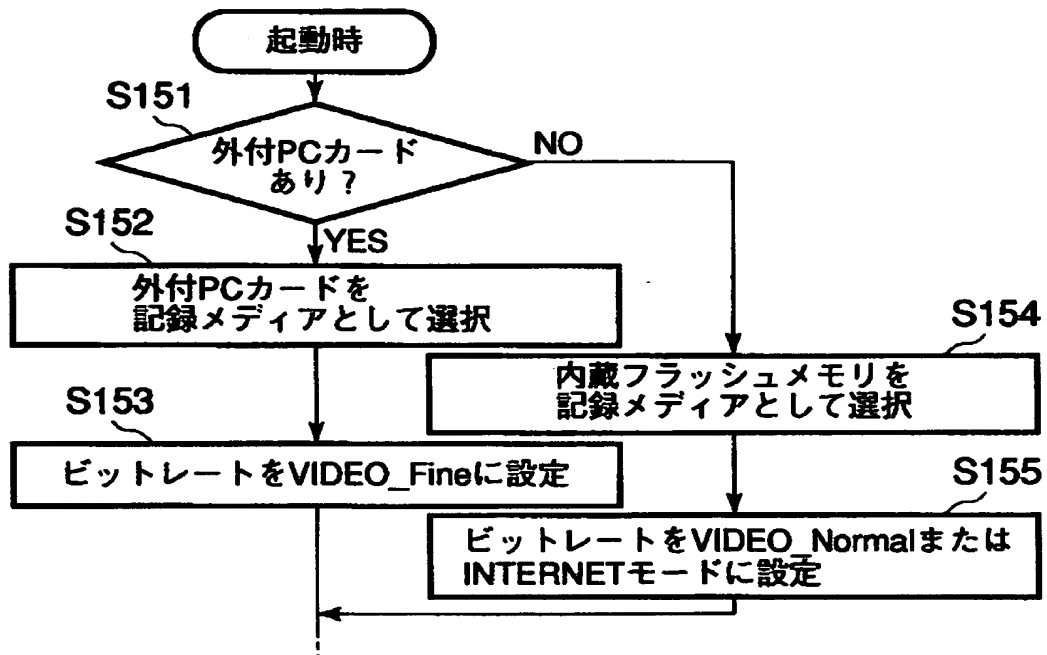 起動時
S151
外付PCカード
あり？
NO
YES
S152
外付PCカードを
記録メディアとして選択
S153
ビットレートをVIDEO_Fineに設定
S154
内蔵フラッシュメモリを
記録メディアとして選択
S155
ビットレートをVIDEO_Normalまたは
INTERNETモードに設定